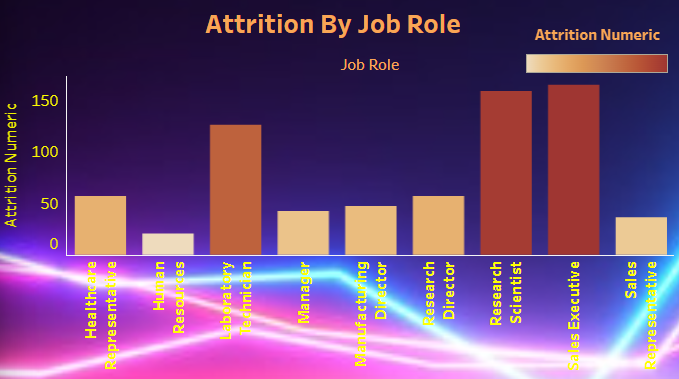 Attrition By Job Role
Attrition Numeric
Job Role
Attrition Numeric
150
100
50
0
Healthcare
Representative
Human
Resources
Laboratory
Technician
Manager
Manufacturing
Director
Research
Director
Research
Scientist
Sales Executive
Sales
Representative